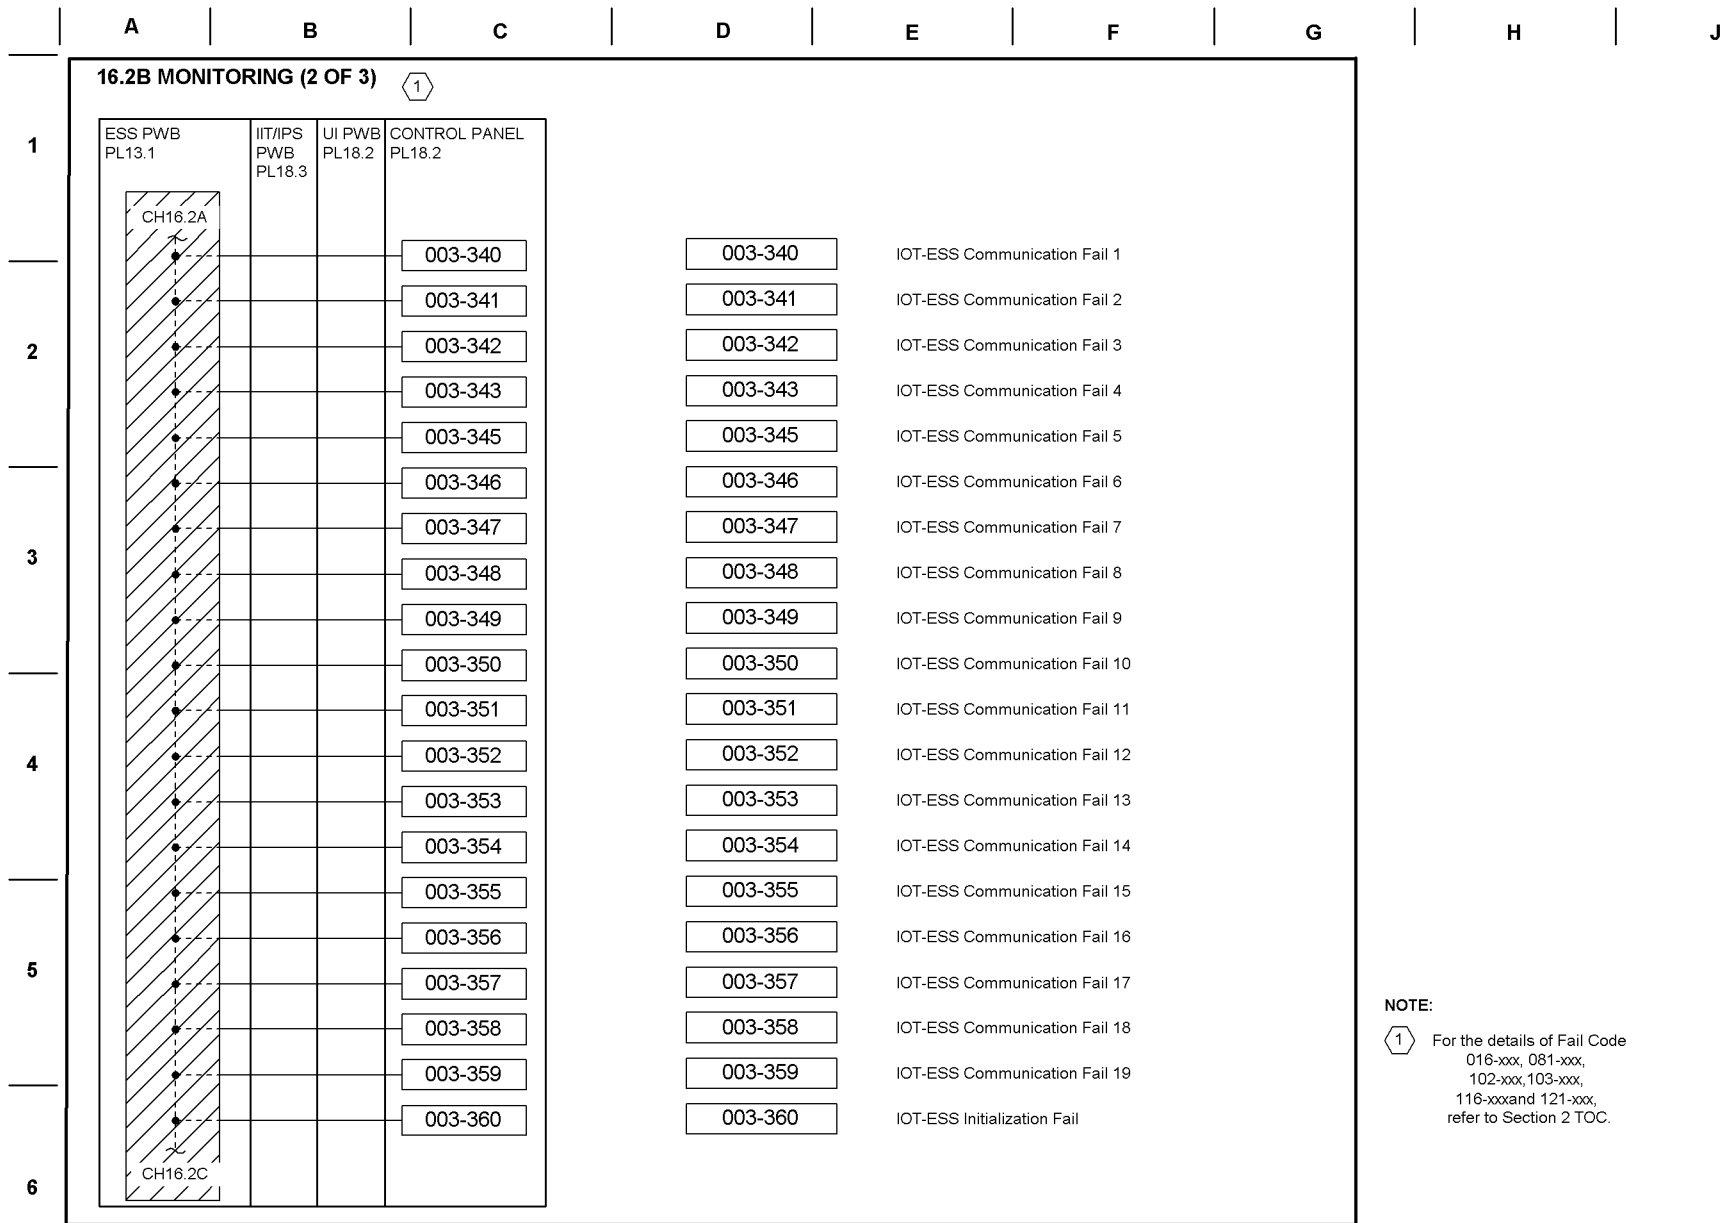 A B C D E F G H J
16.2B MONITORING (2 OF 3) 1
1
ESS PWB
PL13.1
IIT/IPS
PWB
PL18.3
UI PWB
PL18.2
CONTROL PANEL
PL18.2
CH16.2A
003-340 003-340 IOT-ESS Communication Fail 1
003-341 003-341 IOT-ESS Communication Fail 2
2
003-342 003-342 IOT-ESS Communication Fail 3
003-343 003-343 IOT-ESS Communication Fail 4
003-345 003-345 IOT-ESS Communication Fail 5
003-346 003-346 IOT-ESS Communication Fail 6
003-347 003-347 IOT-ESS Communication Fail 7
3
003-348 003-348 IOT-ESS Communication Fail 8
003-349 003-349 IOT-ESS Communication Fail 9
003-350 003-350 IOT-ESS Communication Fail 10
003-351 003-351 IOT-ESS Communication Fail 11
4
003-352 003-352 IOT-ESS Communication Fail 12
003-353 003-353 IOT-ESS Communication Fail 13
003-354 003-354 IOT-ESS Communication Fail 14
003-355 003-355 IOT-ESS Communication Fail 15
003-356 003-356 IOT-ESS Communication Fail 16
5
003-357 003-357 IOT-ESS Communication Fail 17
003-358 003-358 IOT-ESS Communication Fail 18
003-359 003-359 IOT-ESS Communication Fail 19
003-360 003-360 IOT-ESS Initialization Fail
CH16.2C
6
NOTE:
1 For the details of Fail Code
016-xxx, 081-xxx,
102-xxx,103-xxx,
116-xxxand 121-xxx,
refer to Section 2 TOC.